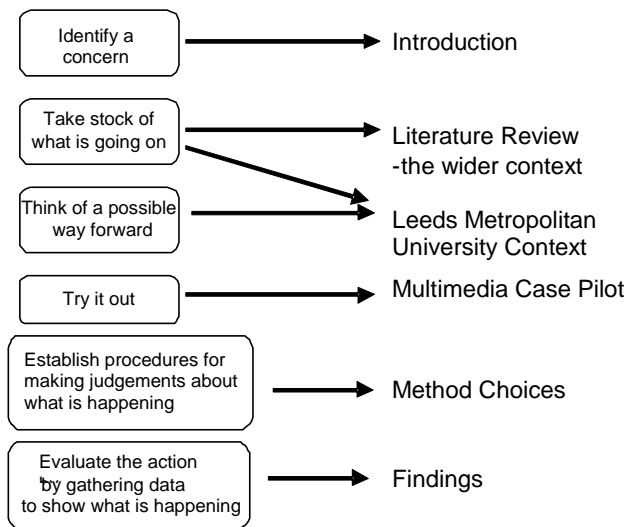 Identify a
concern
Introduction
Take stock of
what is going on
Literature Review
-the wider context
Think of a possible
way forward
Leeds Metropolitan
University Context
Try it out
Multimedia Case Pilot
Establish procedures for
making judgements about
what is happening
Method Choices
Evaluate the action
by gathering data
to show what is happening
Findings